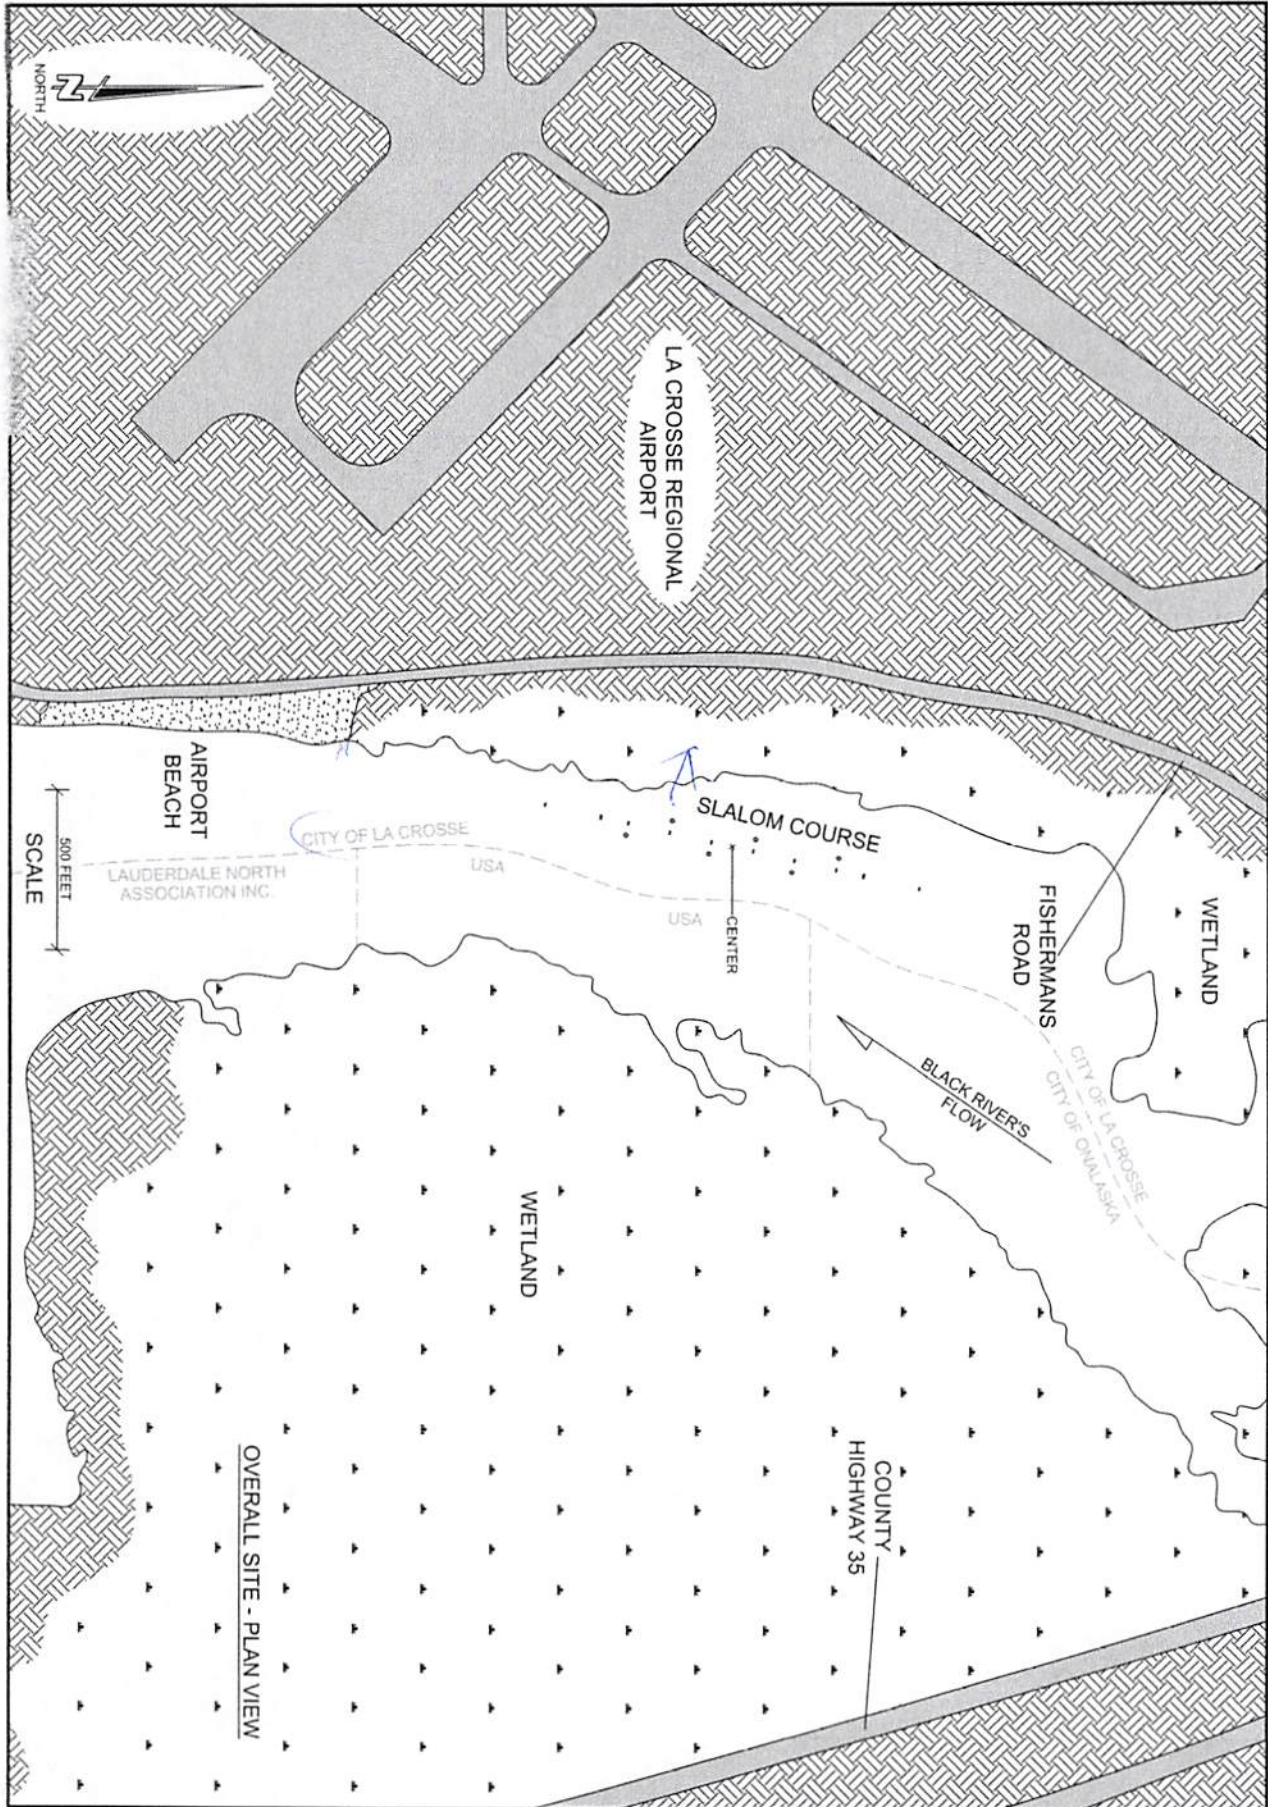 NORTH
N
LA CROSSE REGIONAL
AIRPORT
AIRPORT
BEACH
500 FEET
SCALE
CITY OF LA CROSSE
LAUDERDALE NORTH
ASSOCIATION INC.
USA
USA
SLALOM COURSE
CENTER
FISHERMANS
ROAD
WETLAND
BLACK RIVER'S
FLOW
CITY OF LA CROSSE
CITY OF ONALASKA
WETLAND
COUNTY
HIGHWAY 35
OVERALL SITE - PLAN VIEW